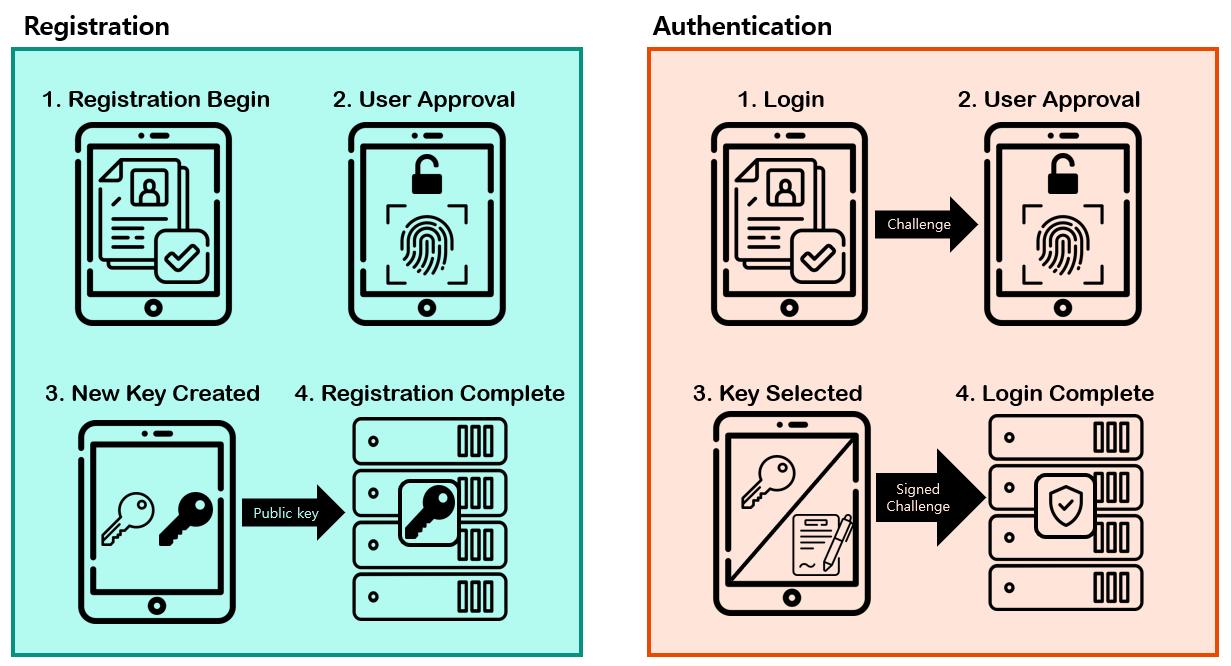 Registration
1. Registration Begin
2. User Approval
3. New Key Created
4. Registration Complete
Public key
Authentication
1. Login
2. User Approval
Challenge
3. Key Selected
4. Login Complete
Signed
Challenge